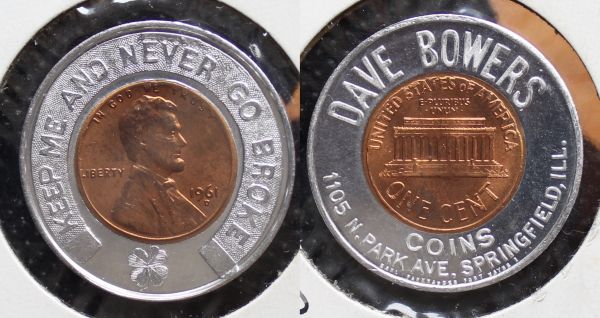 KEEP ME AND NEVER GO BROKE
IN GOD WE TRUST
LIBERTY
1961
D
DAVE BOWERS
UNITED STATES OF AMERICA
E·PLURIBUS
UNUM
ONE CENT
COINS
1105 N. PARK AVE. SPRINGFIELD, ILL.